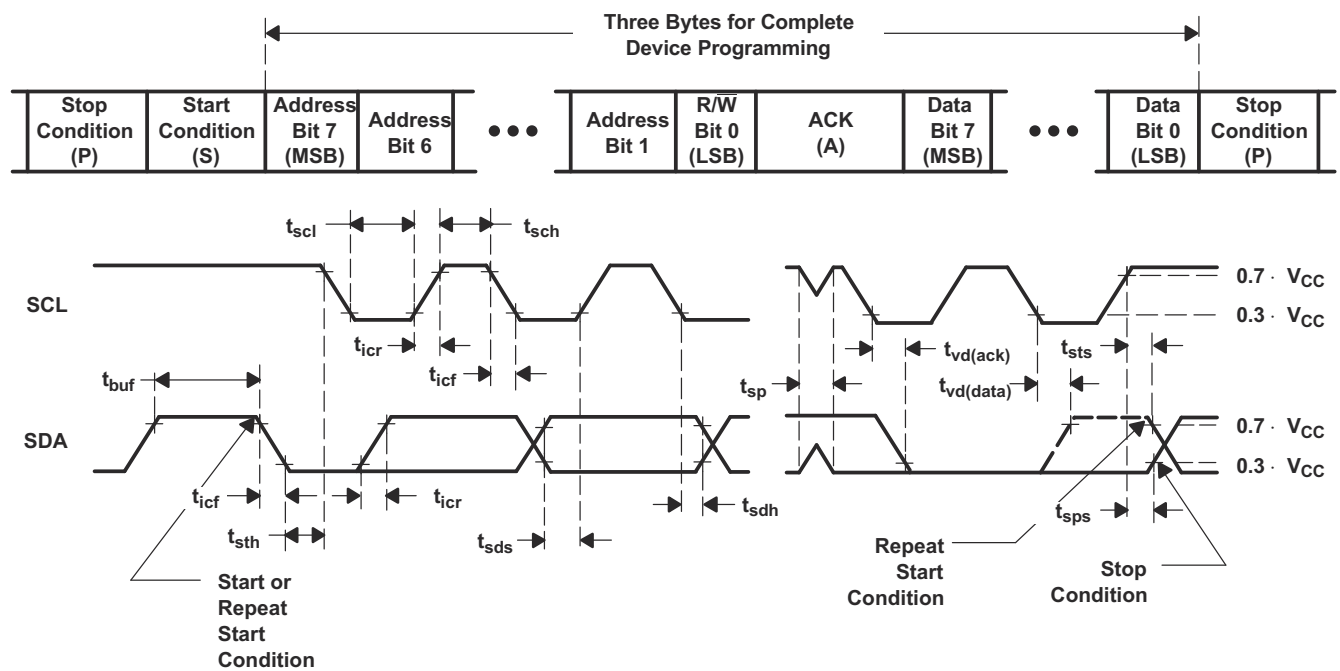 Three Bytes for Complete
Device Programming
Stop
Condition
(P)
Start
Condition
(S)
Address
Bit 7
(MSB)
Address
Bit 6
Address
Bit 1
R/W̅
Bit 0
(LSB)
ACK
(A)
Data
Bit 7
(MSB)
Data
Bit 0
(LSB)
Stop
Condition
(P)
tscl
tsch
SCL
0.7 · VCC
0.3 · VCC
ticr
ticf
tbuf
tsp
tvd(ack)
tvd(data)
tsts
SDA
0.7 · VCC
0.3 · VCC
ticf
ticr
tsth
tsds
tsdh
tsps
Start or
Repeat
Start
Condition
Repeat
Start
Condition
Stop
Condition